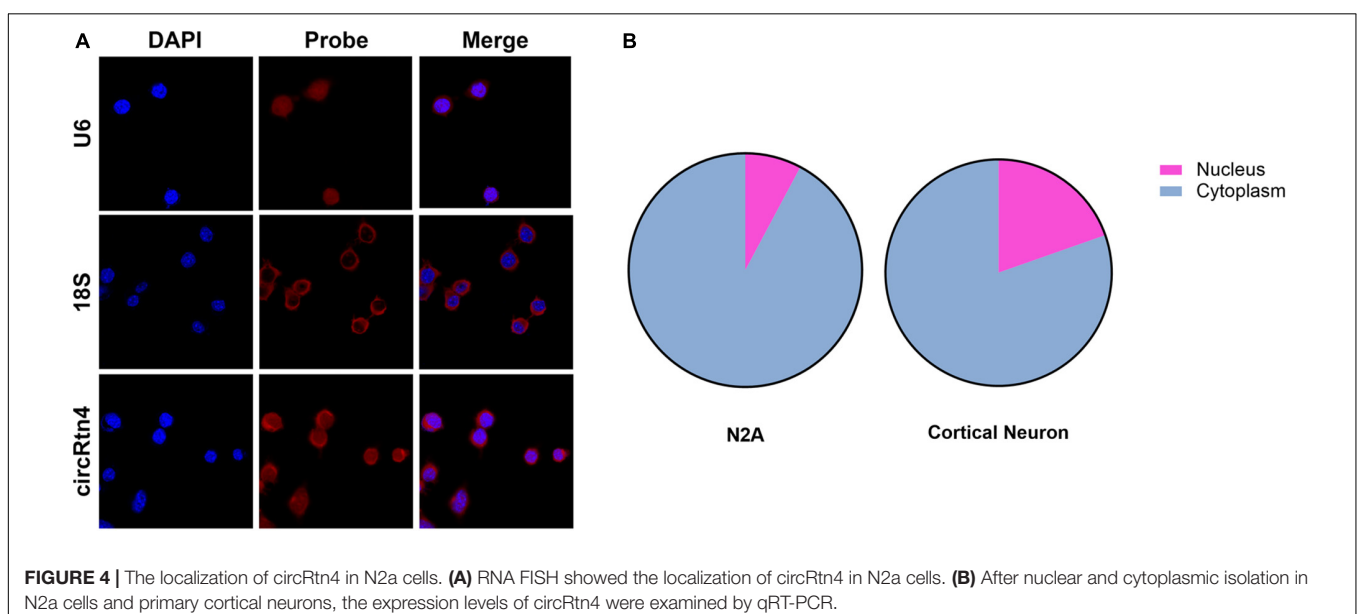 A
DAPI
Probe
Merge
U6
18S
circRtn4
B
Nucleus
Cytoplasm
N2A
Cortical Neuron
FIGURE 4 | The localization of circRtn4 in N2a cells. (A) RNA FISH showed the localization of circRtn4 in N2a cells. (B) After nuclear and cytoplasmic isolation in
N2a cells and primary cortical neurons, the expression levels of circRtn4 were examined by qRT-PCR.